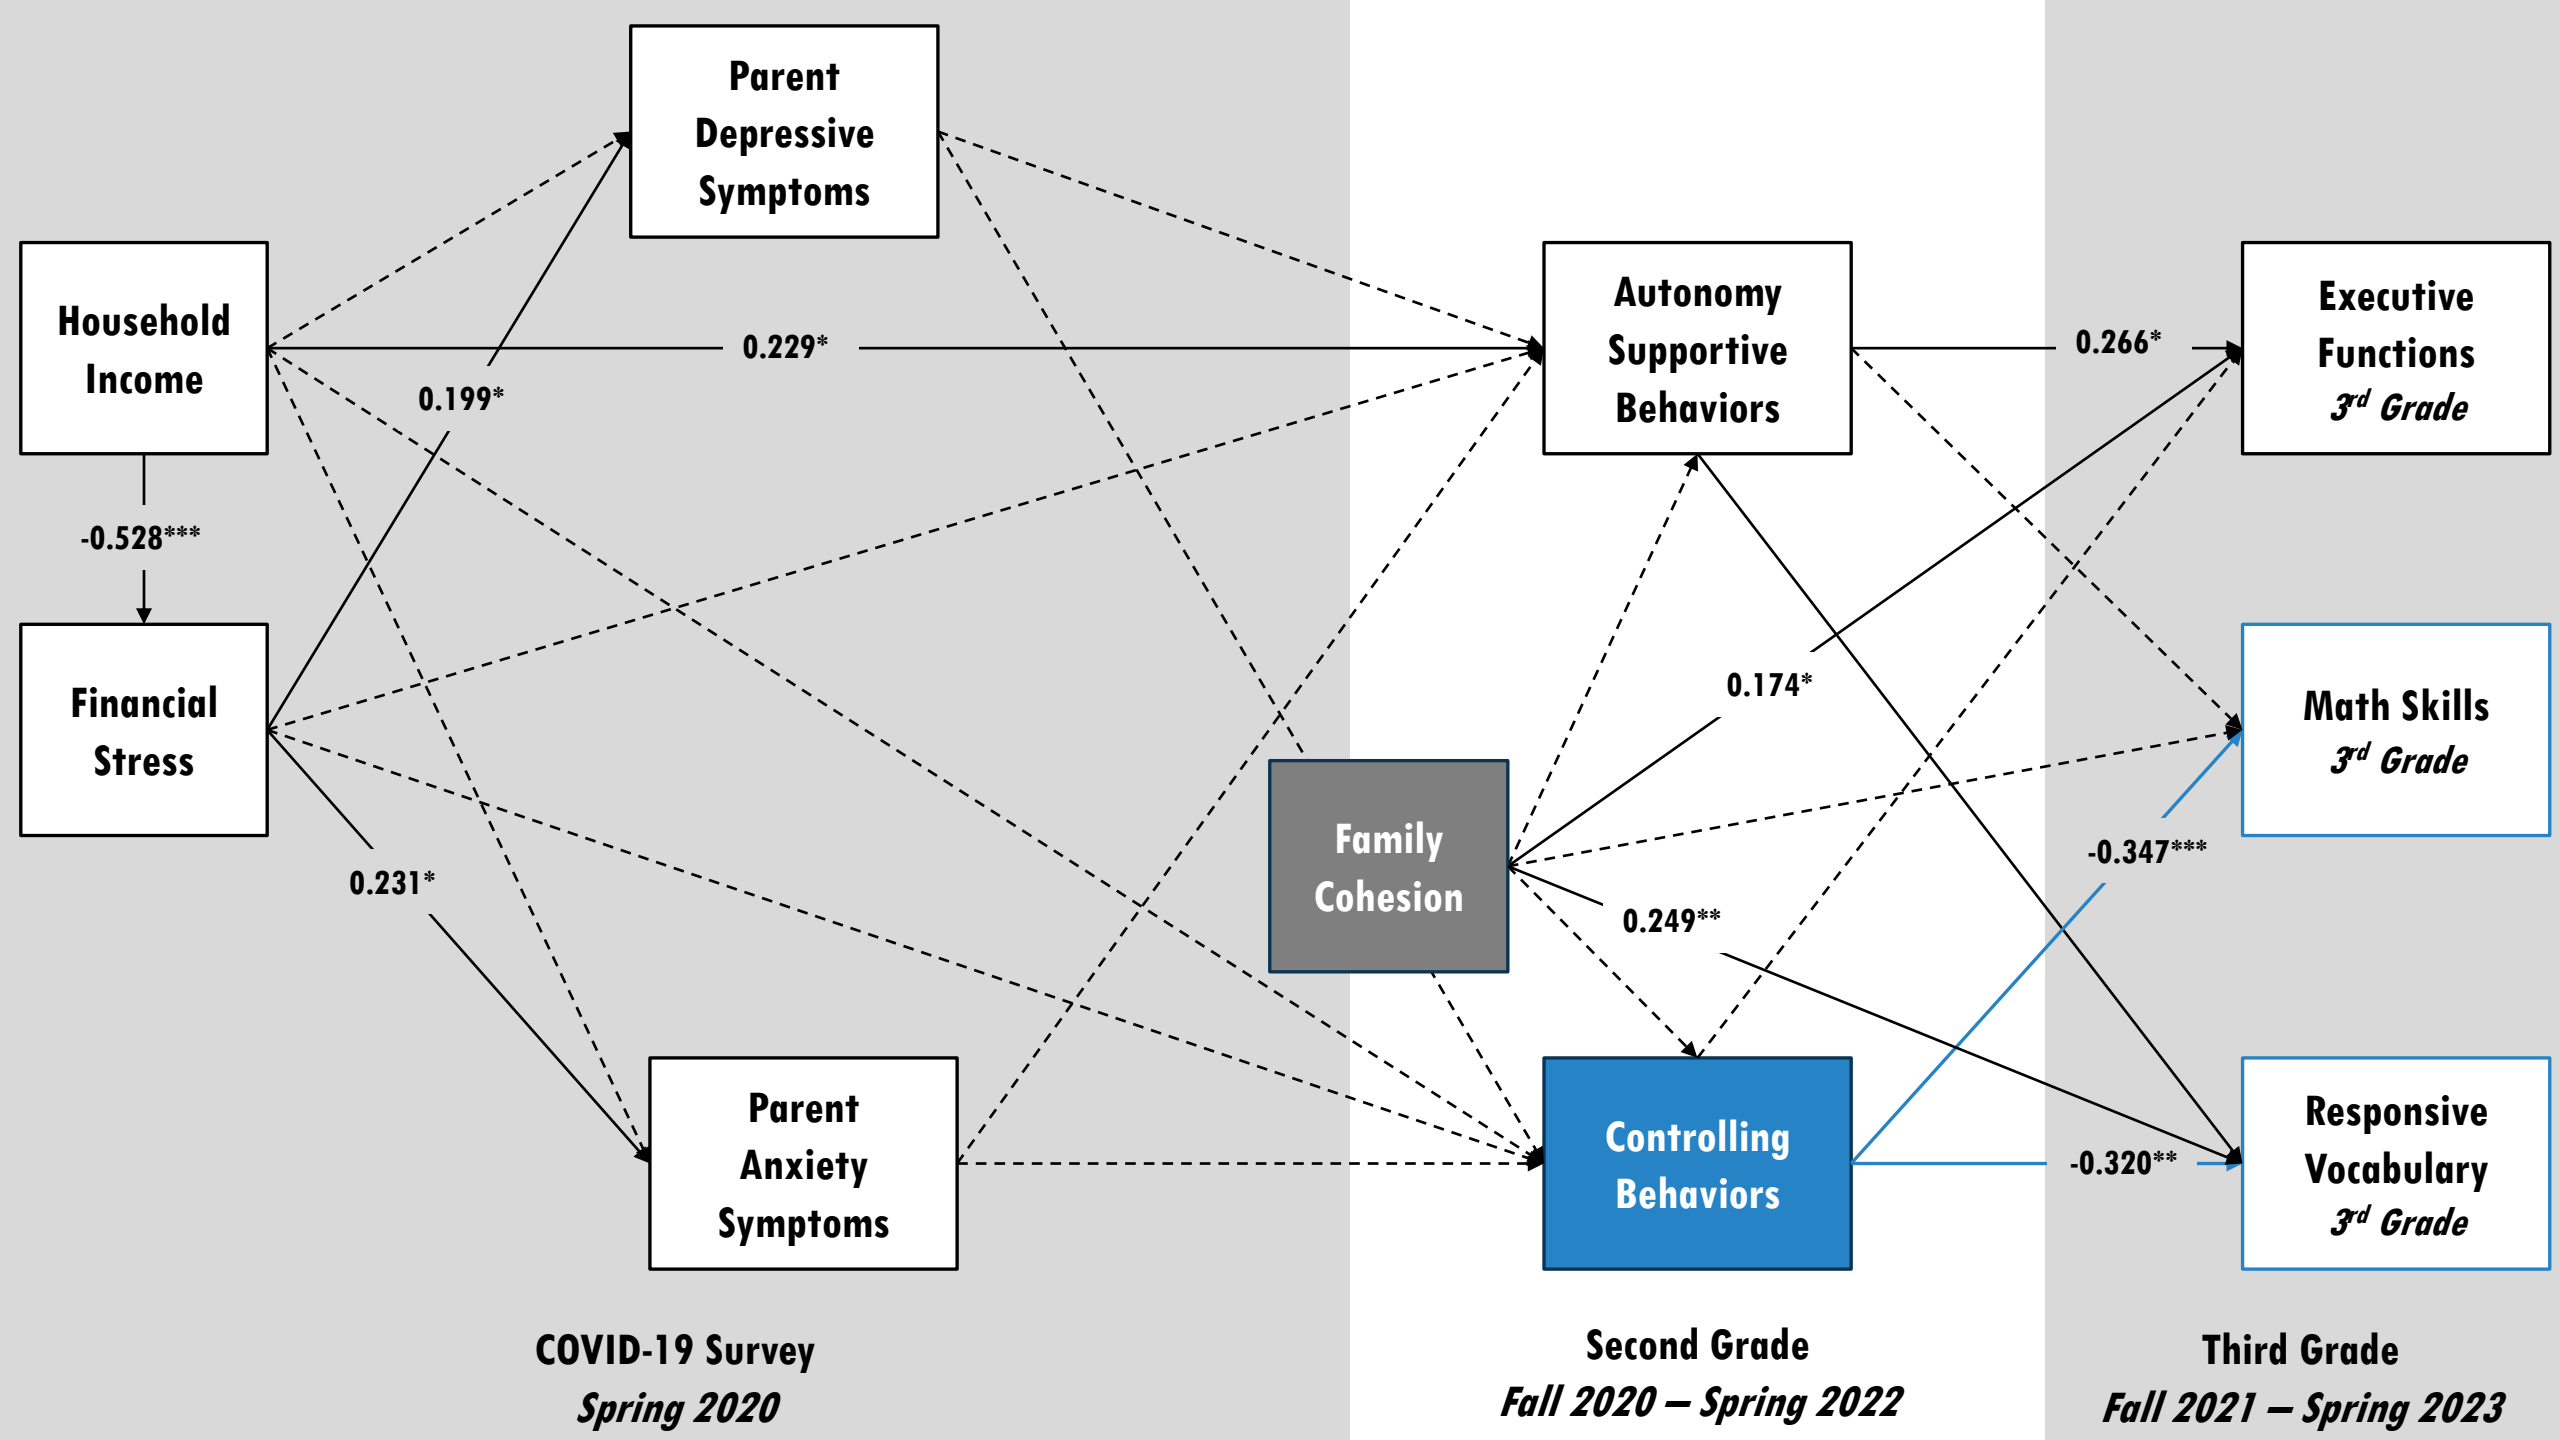 Parent
Depressive
Symptoms
Household
Income
0.229*
0.199*
-0.528***
Financial
Stress
0.231*
Parent
Anxiety
Symptoms
Autonomy
Supportive
Behaviors
0.266*
Executive
Functions
3rd Grade
0.174*
Math Skills
3rd Grade
Family
Cohesion
0.249**
-0.347***
Controlling
Behaviors
-0.320**
Responsive
Vocabulary
3rd Grade
COVID-19 Survey
Spring 2020
Second Grade
Fall 2020 – Spring 2022
Third Grade
Fall 2021 – Spring 2023